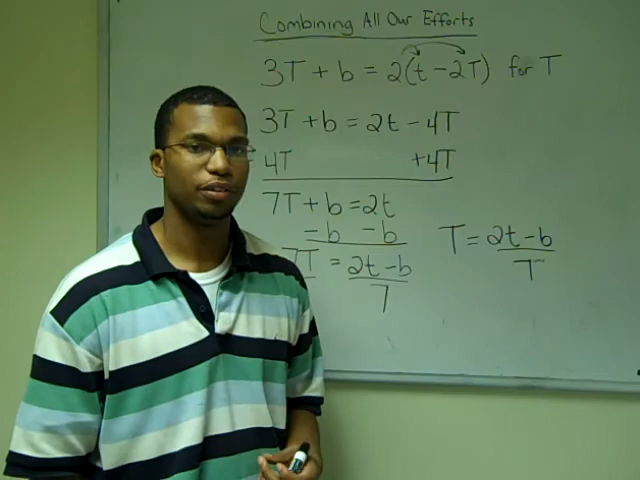 Combining All Our Efforts
3T + b = 2(t - 2T) for T
3T + b = 2t - 4T
4T +4T
7T + b = 2t
- b - b
7T = 2t - b
7
T = 2t - b
7